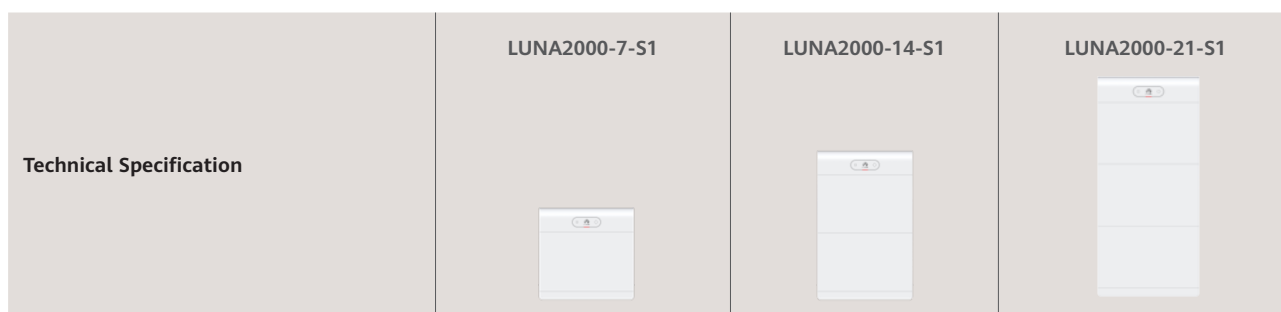 LUNA2000-7-S1
LUNA2000-14-S1
LUNA2000-21-S1
Technical Specification